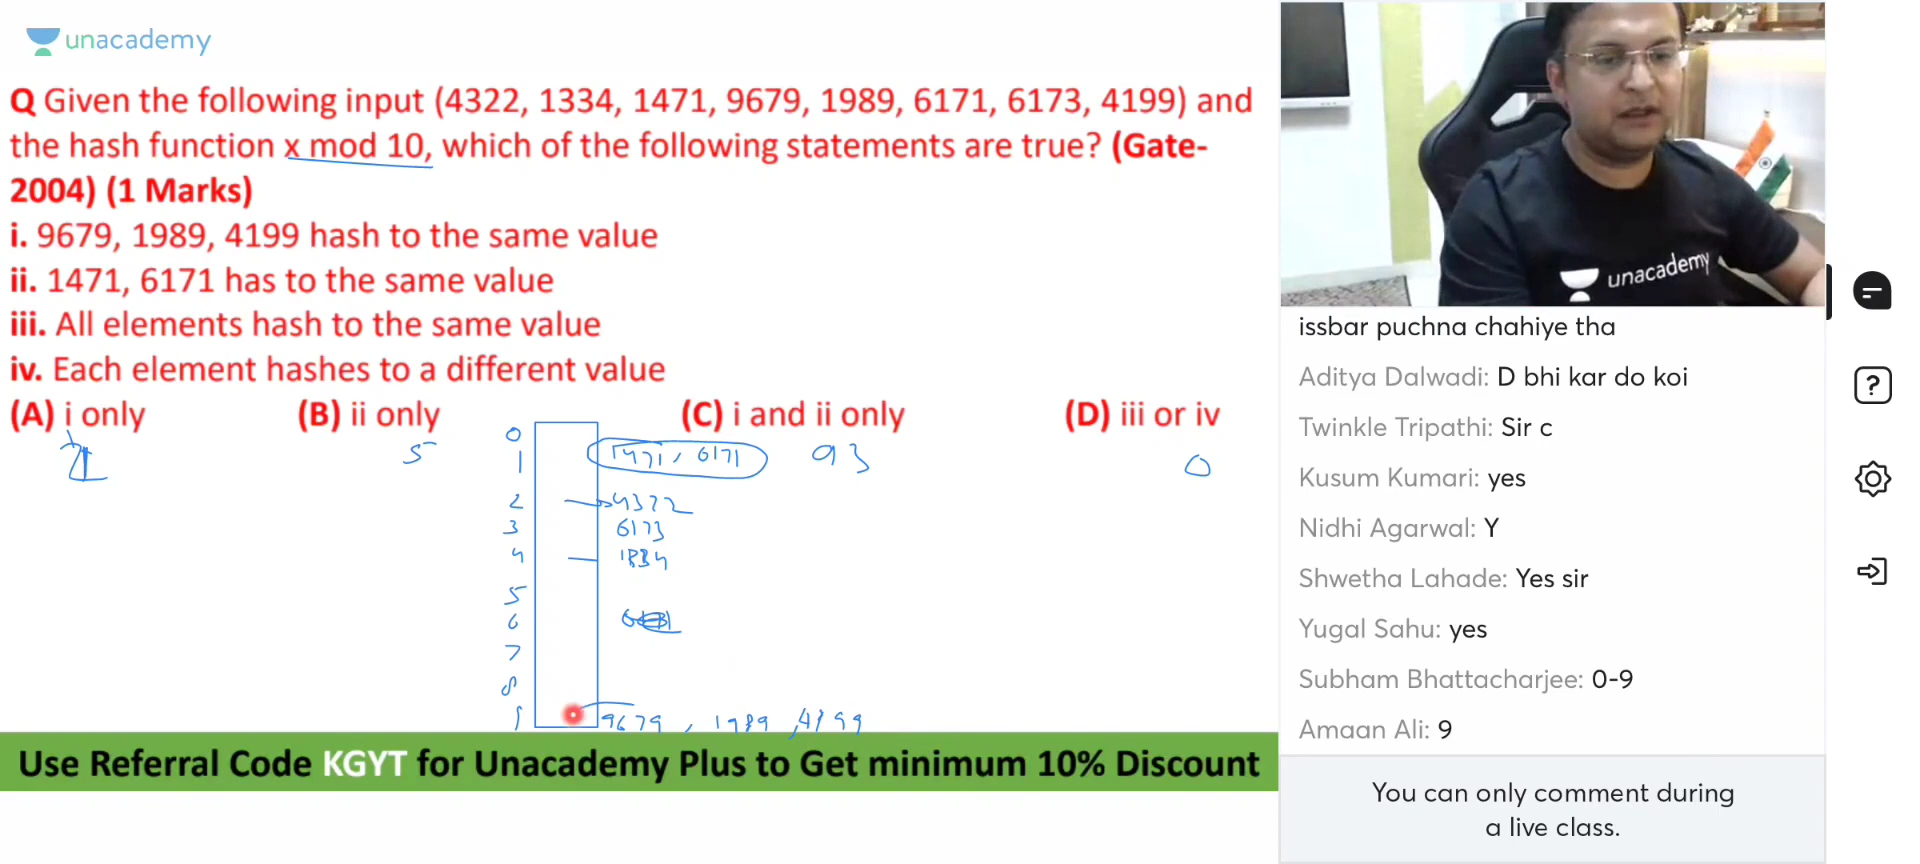 unacademy
Q Given the following input (4322, 1334, 1471, 9679, 1989, 6171, 6173, 4199) and
the hash function x mod 10, which of the following statements are true? (Gate-
2004) (1 Marks)
i. 9679, 1989, 4199 hash to the same value
ii. 1471, 6171 has to the same value
iii. All elements hash to the same value
iv. Each element hashes to a different value
(A) i only (B) ii only (C) i and ii only (D) iii or iv
5 93 0
0
1 1471, 6171
2 4322
3 6173
4 1334
5
6
7
8
9 9679, 1989, 4199
Use Referral Code KGYT for Unacademy Plus to Get minimum 10% Discount
unacademy
issbar puchna chahiye tha
Aditya Dalwadi: D bhi kar do koi
Twinkle Tripathi: Sir c
Kusum Kumari: yes
Nidhi Agarwal: Y
Shwetha Lahade: Yes sir
Yugal Sahu: yes
Subham Bhattacharjee: 0-9
Amaan Ali: 9
You can only comment during
a live class.
?